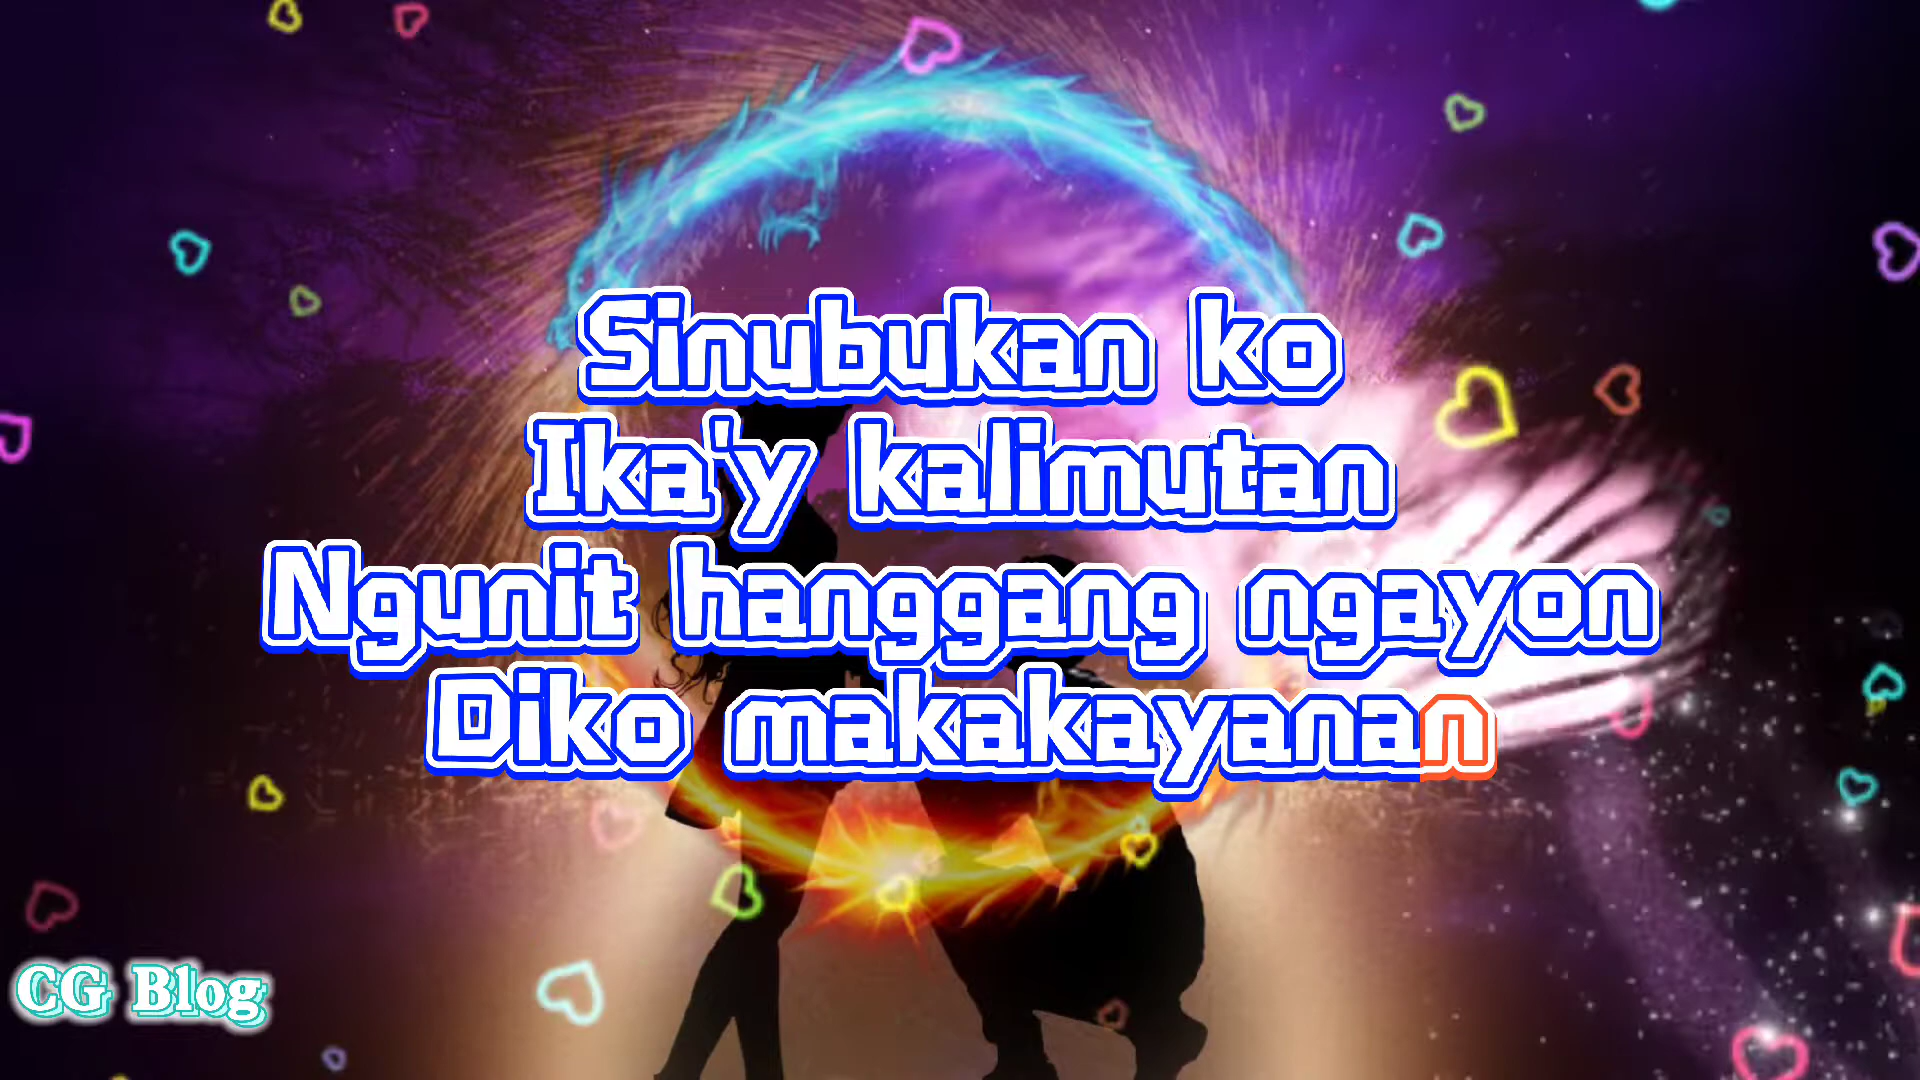 Sinubukan ko
Ika'y kalimutan
Ngunit hanggang ngayon
Diko makakayanan
CG Blog